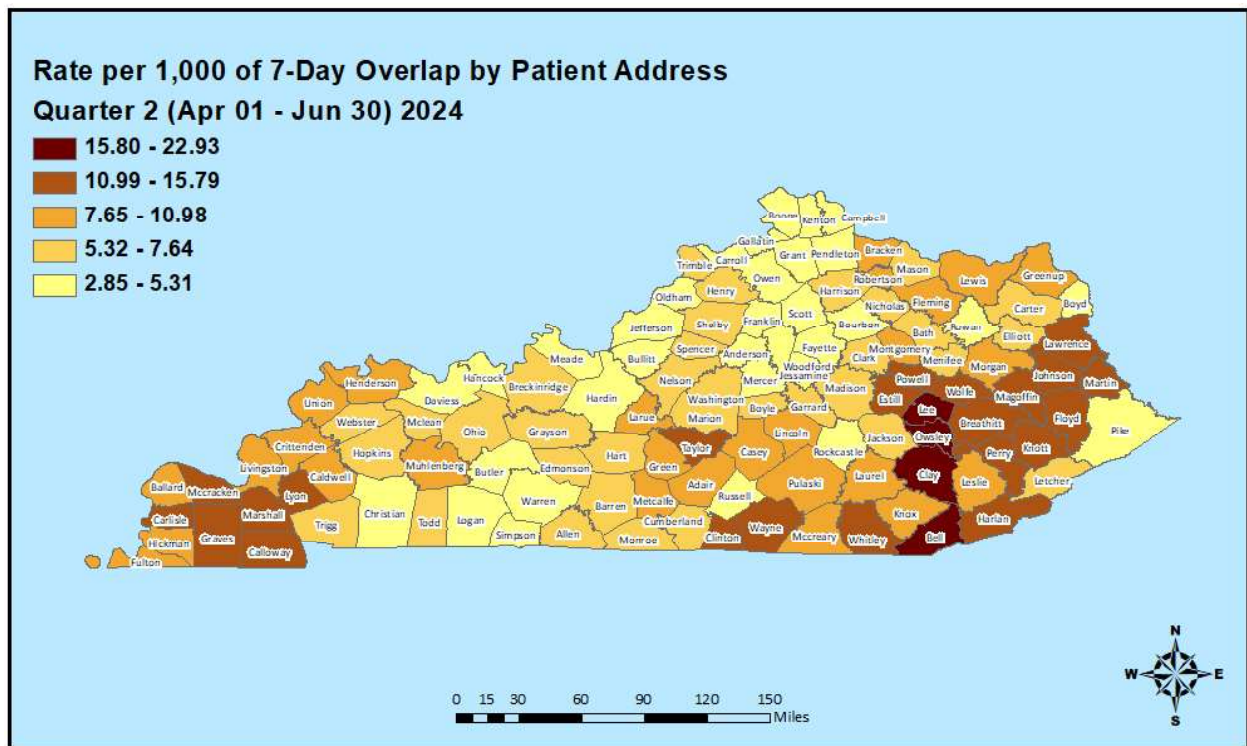 Rate per 1,000 of 7-Day Overlap by Patient Address
Quarter 2 (Apr 01 - Jun 30) 2024
15.80 - 22.93
10.99 - 15.79
7.65 - 10.98
5.32 - 7.64
2.85 - 5.31
Boone
Kenton
Campbell
Gallatin
Carroll
Grant
Pendleton
Bracken
Trimble
Owen
Mason
Robertson
Lewis
Greenup
Henry
Harrison
Oldham
Nicholas
Fleming
Carter
Boyd
Jefferson
Shelby
Franklin
Scott
Bourbon
Rowan
Bath
Elliott
Lawrence
Meade
Bullitt
Spencer
Anderson
Fayette
Woodford
Clark
Montgomery
Menifee
Morgan
Hancock
Breckinridge
Nelson
Mercer
Jessamine
Powell
Johnson
Martin
Henderson
Daviess
Hardin
Washington
Madison
Estill
Wolfe
Magoffin
Union
Larue
Marion
Boyle
Garrard
Lee
Webster
Mclean
Ohio
Grayson
Taylor
Lincoln
Jackson
Owsley
Breathitt
Floyd
Pike
Crittenden
Hopkins
Hart
Green
Casey
Rockcastle
Perry
Knott
Livingston
Caldwell
Muhlenberg
Butler
Edmonson
Adair
Pulaski
Laurel
Clay
Leslie
Letcher
Ballard
Mccracken
Lyon
Warren
Metcalfe
Russell
Carlisle
Marshall
Trigg
Christian
Todd
Logan
Barren
Cumberland
Wayne
Knox
Harlan
Hickman
Graves
Calloway
Simpson
Allen
Monroe
Clinton
Mccreary
Whitley
Bell
Fulton
N
W E
S
0 15 30 60 90 120 150
Miles